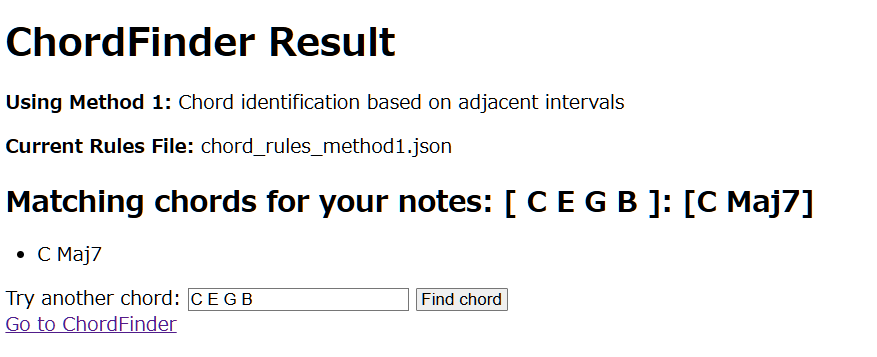 ChordFinder Result
Using Method 1: Chord identification based on adjacent intervals
Current Rules File: chord_rules_method1.json
Matching chords for your notes: [ C E G B ]: [C Maj7]
• C Maj7
Try another chord: C E G B Find chord
Go to ChordFinder